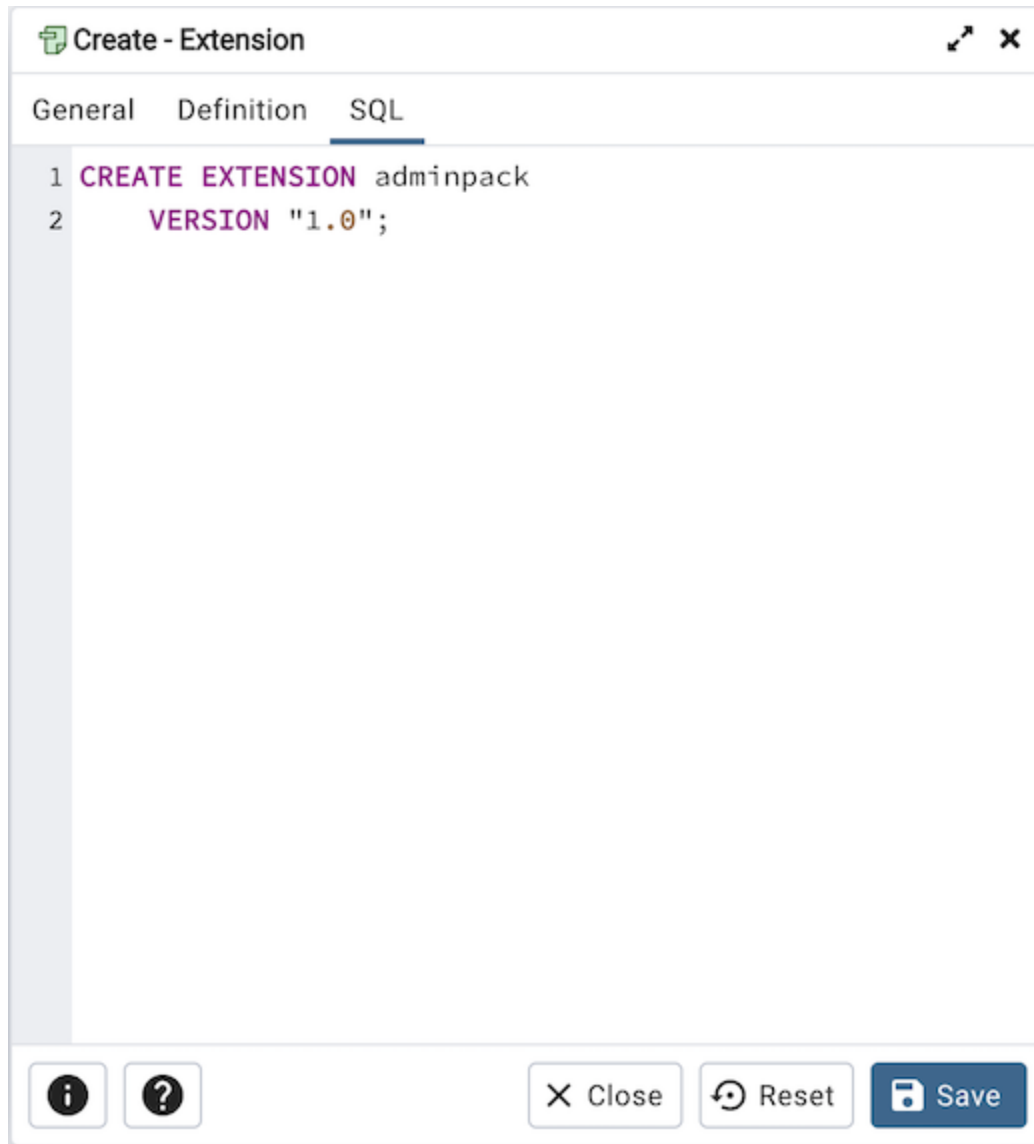 Create - Extension
General Definition SQL
1 CREATE EXTENSION adminpack
2     VERSION "1.0";
Close Reset Save